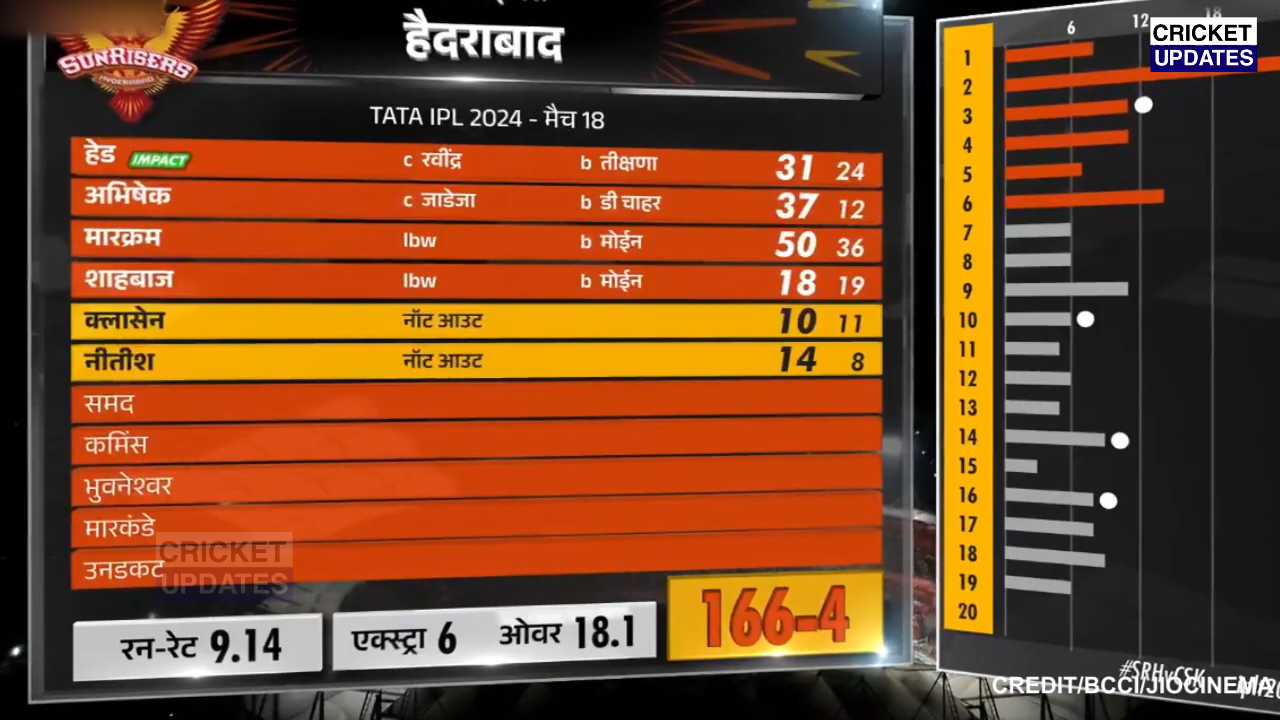 SUNRISERS
HYDERABAD
हैदराबाद
TATA IPL 2024 - मैच 18
हेड IMPACT c रवींद्र b तीक्षणा 31 24
अभिषेक c जाडेजा b डी चाहर 37 12
मारक्रम lbw b मोईन 50 36
शाहबाज lbw b मोईन 18 19
क्लासेन नॉट आउट 10 11
नीतीश नॉट आउट 14 8
समद
कमिंस
भुवनेश्वर
मारकंडे
उनडकट
CRICKET
UPDATES
रन-रेट 9.14 एक्स्ट्रा 6 ओवर 18.1 166-4
6 12 18
CRICKET
UPDATES
1
2
3
4
5
6
7
8
9
10
11
12
13
14
15
16
17
18
19
20
#SRHvCSK
CREDIT/BCCI/JIOCINEMA